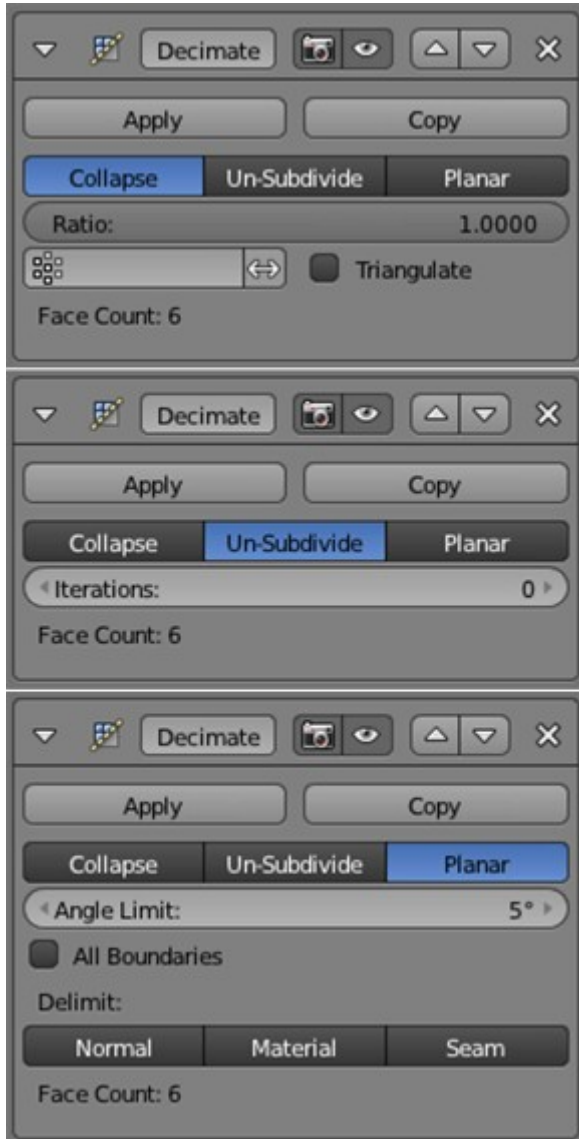 Decimate
Apply Copy
Collapse Un-Subdivide Planar
Ratio: 1.0000
Triangulate
Face Count: 6
Decimate
Apply Copy
Collapse Un-Subdivide Planar
Iterations: 0
Face Count: 6
Decimate
Apply Copy
Collapse Un-Subdivide Planar
Angle Limit: 5°
All Boundaries
Delimit:
Normal Material Seam
Face Count: 6